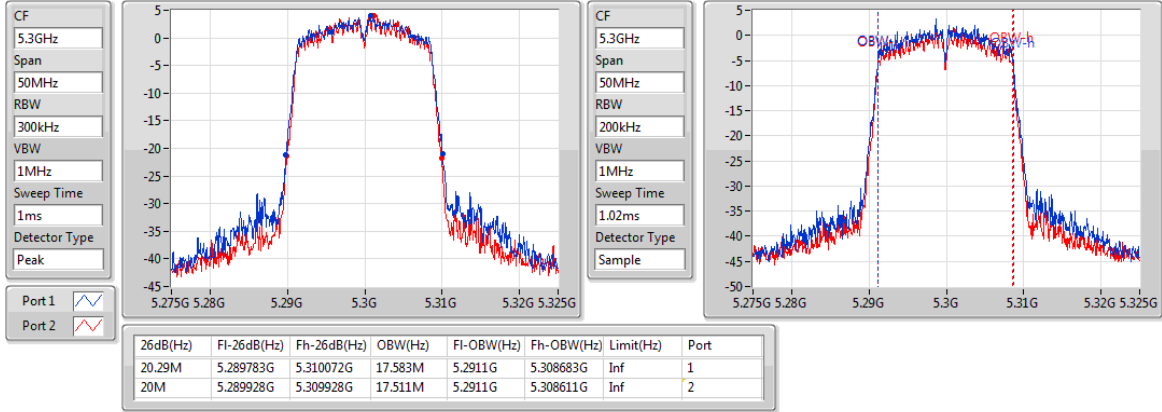 CF
5.3GHz
Span
50MHz
RBW
300kHz
VBW
1MHz
Sweep Time
1ms
Detector Type
Peak
Port 1
Port 2
5
0
-5
-10
-15
-20
-25
-30
-35
-40
-45
5.275G 5.28G 5.29G 5.3G 5.31G 5.32G 5.325G
CF
5.3GHz
Span
50MHz
RBW
200kHz
VBW
1MHz
Sweep Time
1.02ms
Detector Type
Sample
5
0
-5
-10
-15
-20
-25
-30
-35
-40
-45
-50
OBW-h
OBW-h
5.275G 5.28G 5.29G 5.3G 5.31G 5.32G 5.325G
26dB(Hz) Fl-26dB(Hz) Fh-26dB(Hz) OBW(Hz) Fl-OBW(Hz) Fh-OBW(Hz) Limit(Hz) Port
20.29M 5.289783G 5.310072G 17.583M 5.2911G 5.308683G Inf 1
20M 5.289928G 5.309928G 17.511M 5.2911G 5.308611G Inf 2